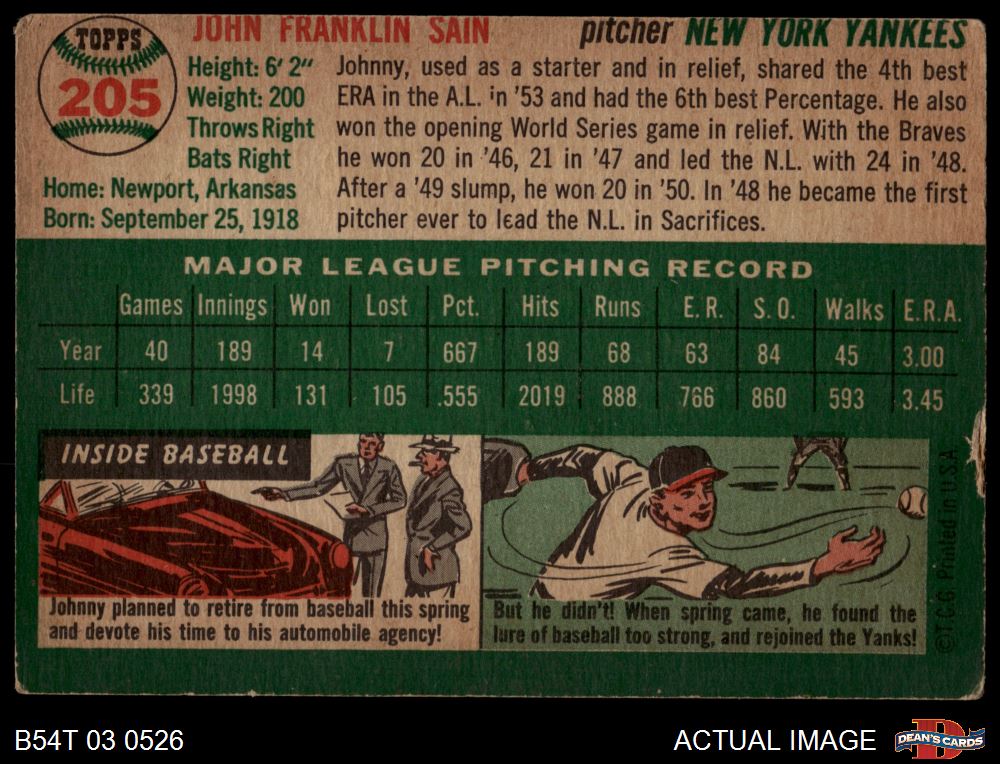 TOPPS
205
JOHN FRANKLIN SAIN pitcher NEW YORK YANKEES
Height: 6' 2"
Weight: 200
Throws Right
Bats Right
Home: Newport, Arkansas
Born: September 25, 1918
Johnny, used as a starter and in relief, shared the 4th best
ERA in the A.L. in '53 and had the 6th best Percentage. He also
won the opening World Series game in relief. With the Braves
he won 20 in '46, 21 in '47 and led the N.L. with 24 in '48.
After a '49 slump, he won 20 in '50. In '48 he became the first
pitcher ever to lead the N.L. in Sacrifices.
MAJOR LEAGUE PITCHING RECORD
Games Innings Won Lost Pct. Hits Runs E. R. S. O. Walks E.R.A.
Year 40 189 14 7 667 189 68 63 84 45 3.00
Life 339 1998 131 105 .555 2019 888 766 860 593 3.45
INSIDE BASEBALL
Johnny planned to retire from baseball this spring
and devote his time to his automobile agency!
But he didn't! When spring came, he found the
lure of baseball too strong, and rejoined the Yanks!
© T.C.G. Printed in U.S.A.
B54T 03 0526
ACTUAL IMAGE
DEAN'S CARDS